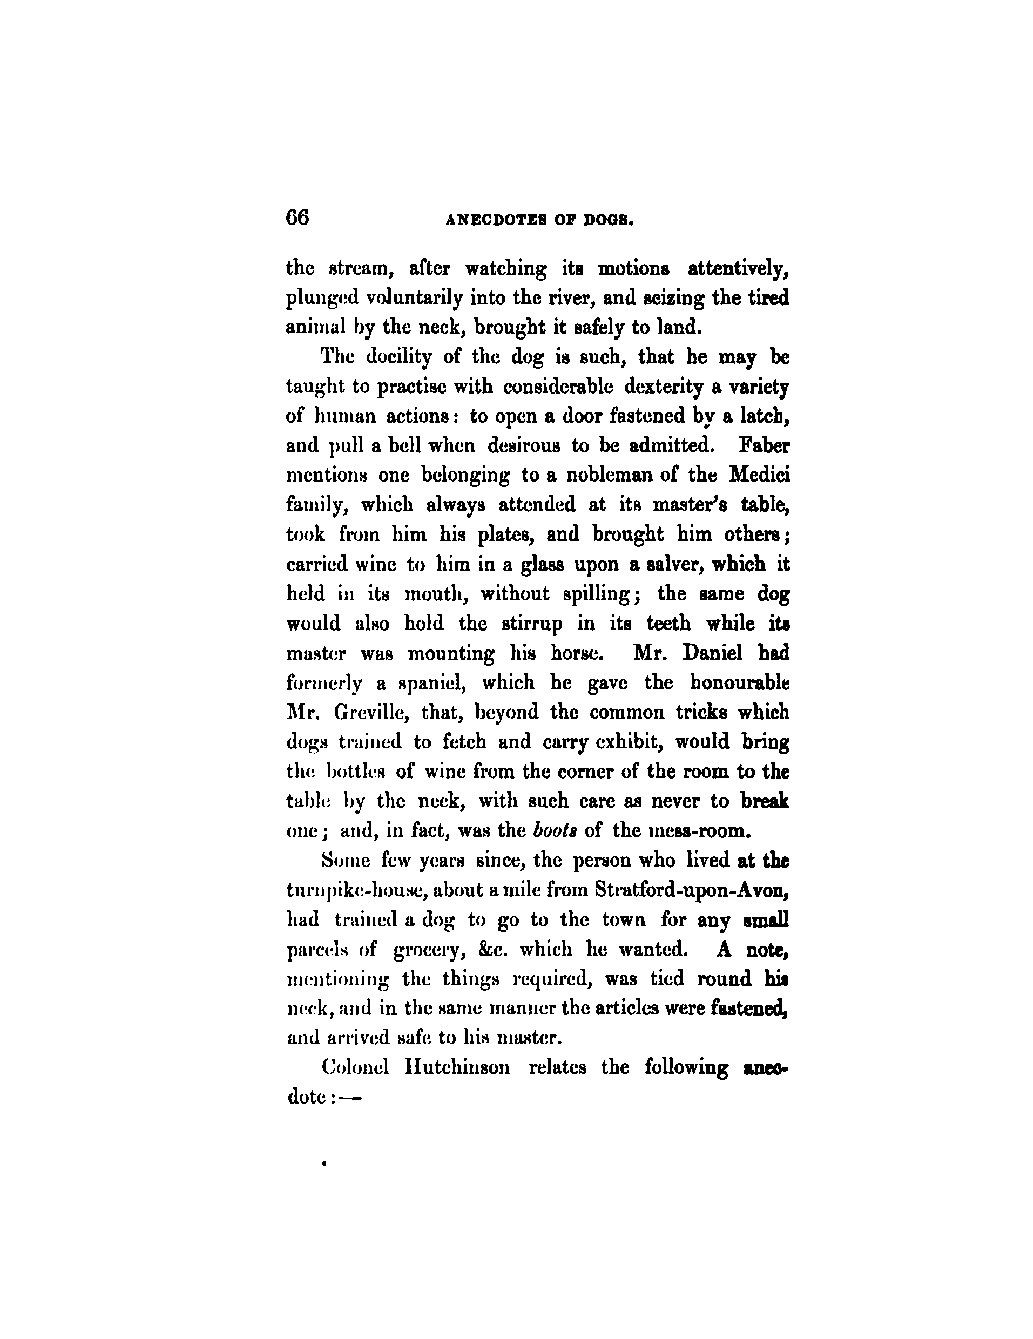 66 ANECDOTES OF DOGS.
the stream, after watching its motions attentively,
plunged voluntarily into the river, and seizing the tired
animal by the neck, brought it safely to land.
The docility of the dog is such, that he may be
taught to practise with considerable dexterity a variety
of human actions: to open a door fastened by a latch,
and pull a bell when desirous to be admitted. Faber
mentions one belonging to a nobleman of the Medici
family, which always attended at its master's table,
took from him his plates, and brought him others;
carried wine to him in a glass upon a salver, which it
held in its mouth, without spilling; the same dog
would also hold the stirrup in its teeth while its
master was mounting his horse. Mr. Daniel had
formerly a spaniel, which he gave the honourable
Mr. Greville, that, beyond the common tricks which
dogs trained to fetch and carry exhibit, would bring
the bottles of wine from the corner of the room to the
table by the neck, with such care as never to break
one; and, in fact, was the boots of the mess-room.
Some few years since, the person who lived at the
turnpike-house, about a mile from Stratford-upon-Avon,
had trained a dog to go to the town for any small
parcels of grocery, &c. which he wanted. A note,
mentioning the things required, was tied round his
neck, and in the same manner the articles were fastened,
and arrived safe to his master.
Colonel Hutchinson relates the following anec-
dote:—